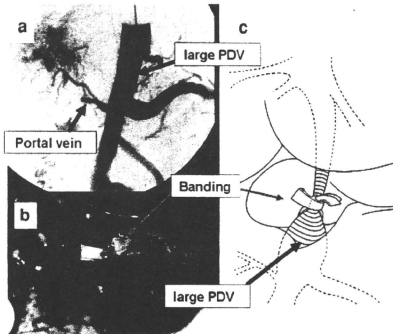 a
large PDV
Portal vein
b
c
Banding
large PDV